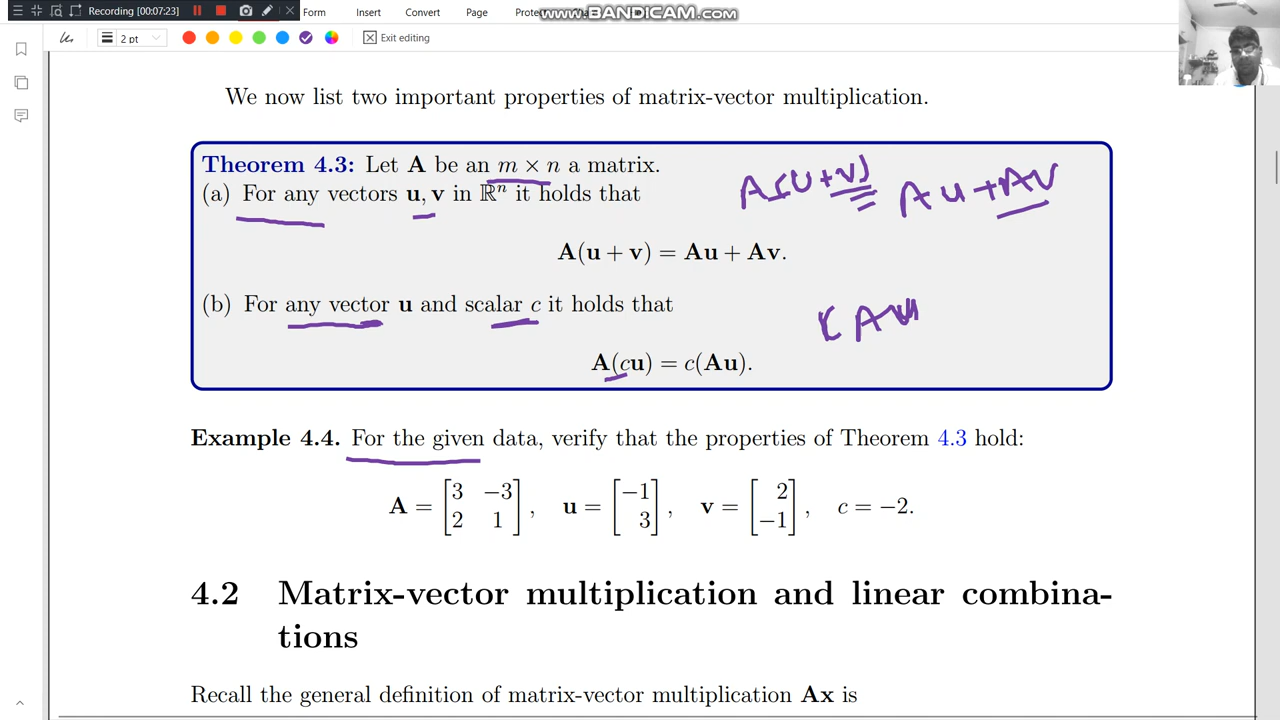 Recording [00:07:23]
Form Insert Convert Page Prote
www.BANDICAM.com
2 pt Exit editing
We now list two important properties of matrix-vector multiplication.
Theorem 4.3: Let A be an m × n a matrix.
(a) For any vectors u, v in ℝⁿ it holds that
A(U+V) = AU+AV
A(u + v) = Au + Av.
(b) For any vector u and scalar c it holds that
c AU
A(cu) = c(Au).
Example 4.4. For the given data, verify that the properties of Theorem 4.3 hold:
A = [3 −3; 2 1], u = [−1; 3], v = [2; −1], c = −2.
4.2 Matrix-vector multiplication and linear combina-
tions
Recall the general definition of matrix-vector multiplication Ax is